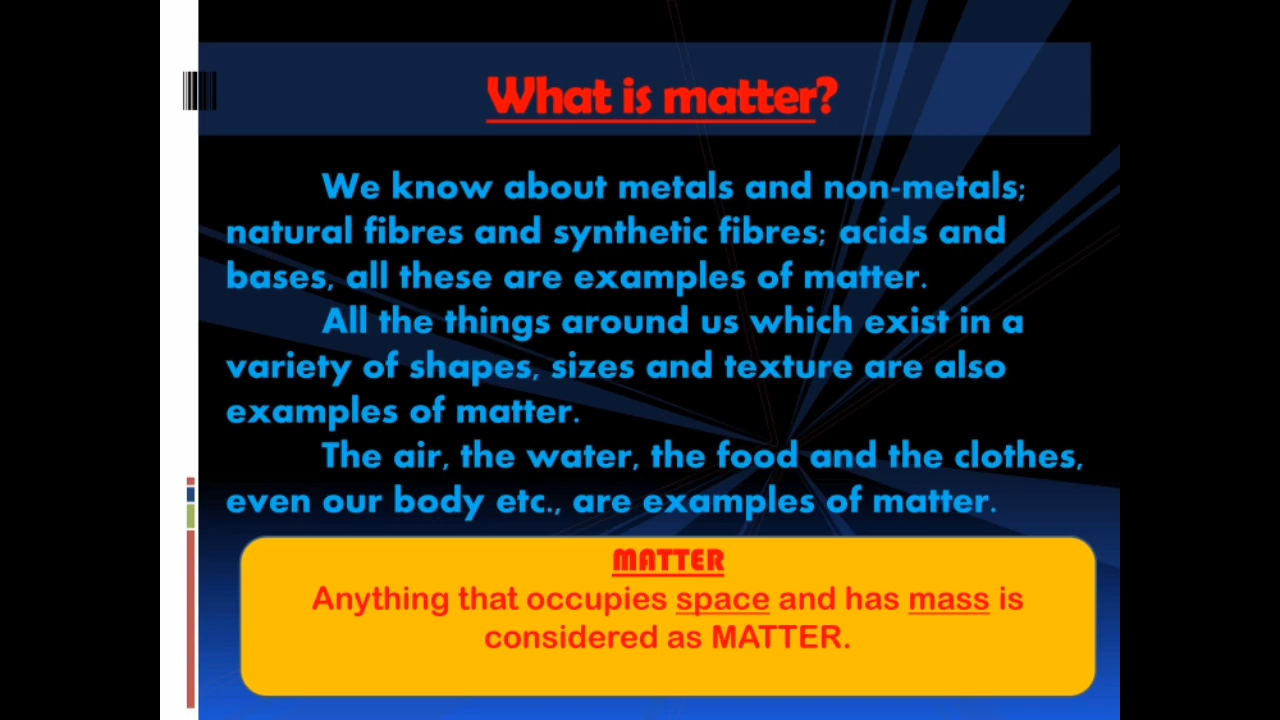 What is matter?
We know about metals and non-metals;
natural fibres and synthetic fibres; acids and
bases, all these are examples of matter.
All the things around us which exist in a
variety of shapes, sizes and texture are also
examples of matter.
The air, the water, the food and the clothes,
even our body etc., are examples of matter.
MATTER
Anything that occupies space and has mass is
considered as MATTER.